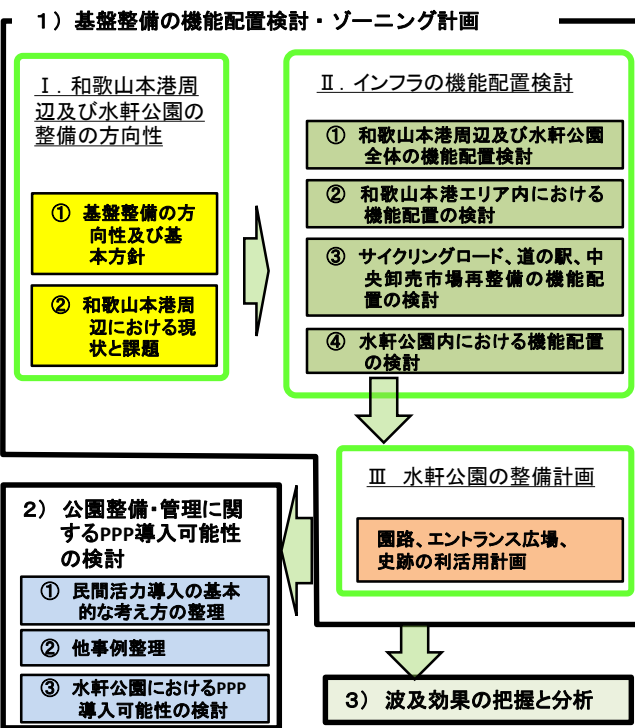 1）基盤整備の機能配置検討・ゾーニング計画
Ⅰ．和歌山本港周
辺及び水軒公園の
整備の方向性
① 基盤整備の方
向性及び基
本方針
② 和歌山本港周
辺における現
状と課題
Ⅱ．インフラの機能配置検討
① 和歌山本港周辺及び水軒公園
全体の機能配置検討
② 和歌山本港エリア内における
機能配置の検討
③ サイクリングロード、道の駅、中
央卸売市場再整備の機能配
置の検討
④ 水軒公園内における機能配置
の検討
Ⅲ 水軒公園の整備計画
園路、エントランス広場、
史跡の利活用計画
2） 公園整備・管理に関
するPPP導入可能性
の検討
① 民間活力導入の基本
的な考え方の整理
② 他事例整理
③ 水軒公園におけるPPP
導入可能性の検討
3） 波及効果の把握と分析